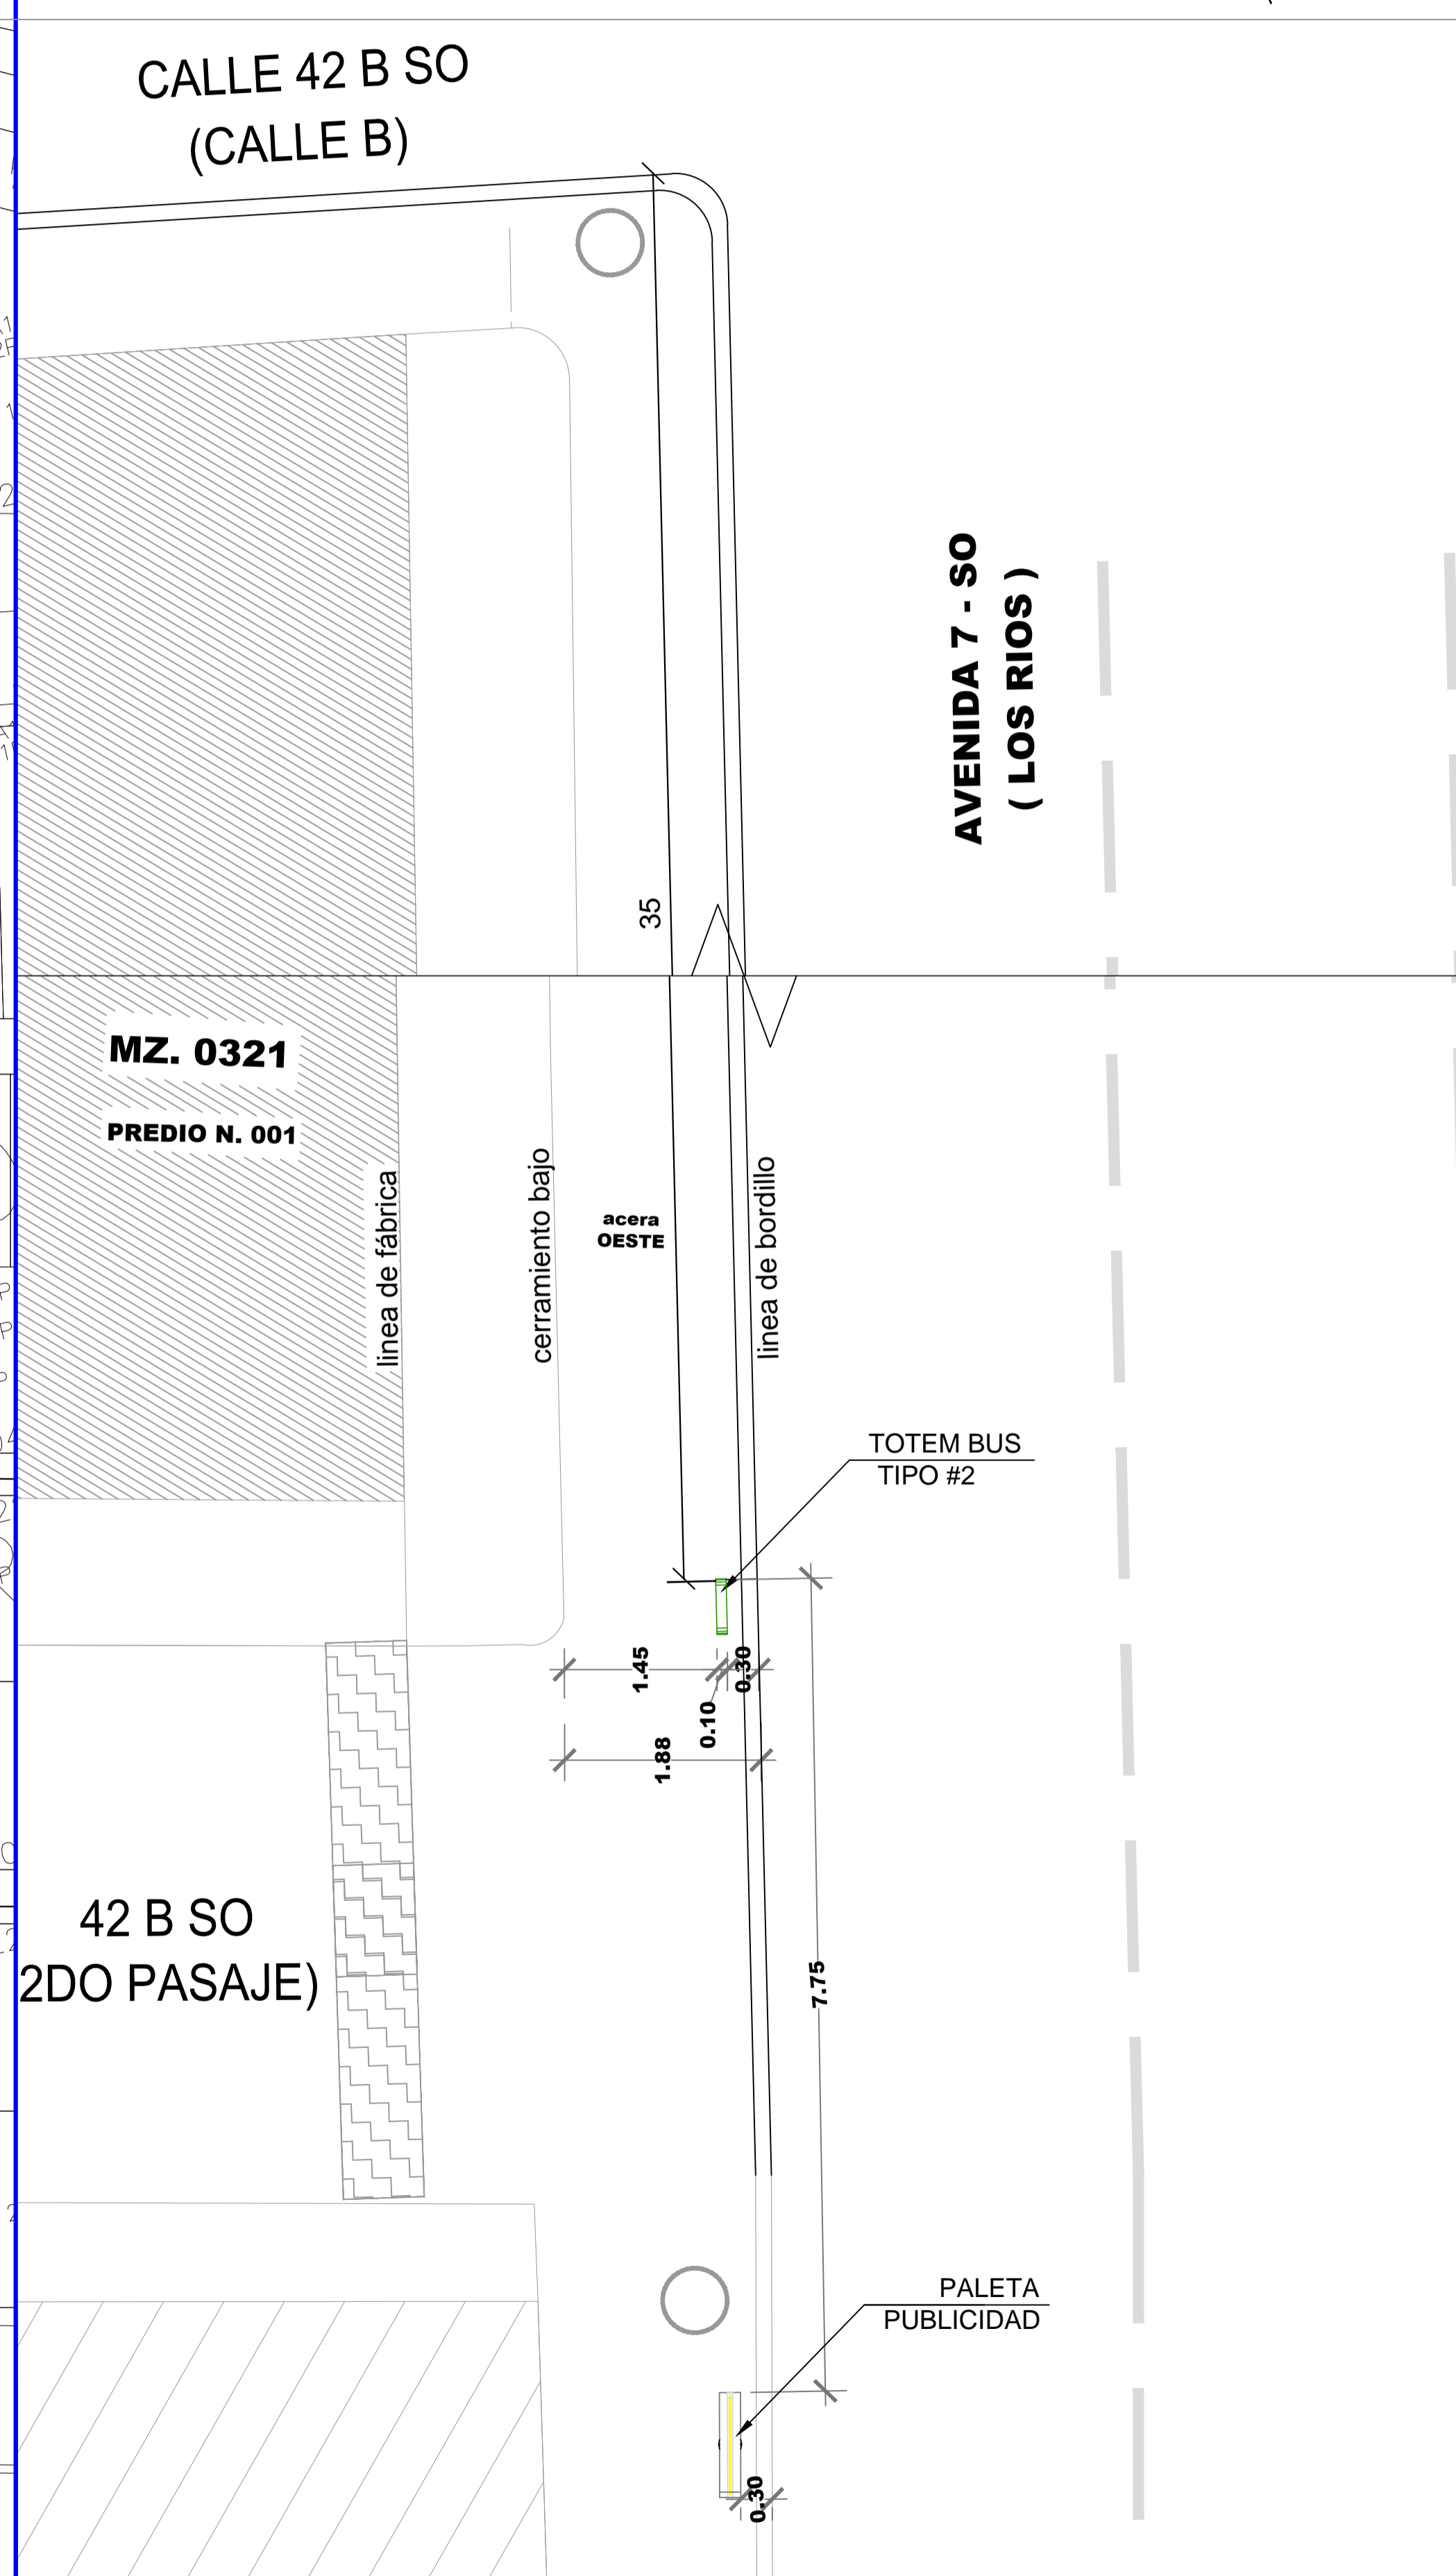 CALLE 42 B SO
(CALLE B)
AVENIDA 7 - SO
( LOS RIOS )
35
MZ. 0321
PREDIO N. 001
linea de fábrica
cerramiento bajo
acera
OESTE
linea de bordillo
TOTEM BUS
TIPO #2
1.45
0.30
0.10
1.88
42 B SO
2DO PASAJE)
7.75
PALETA
PUBLICIDAD
0.30